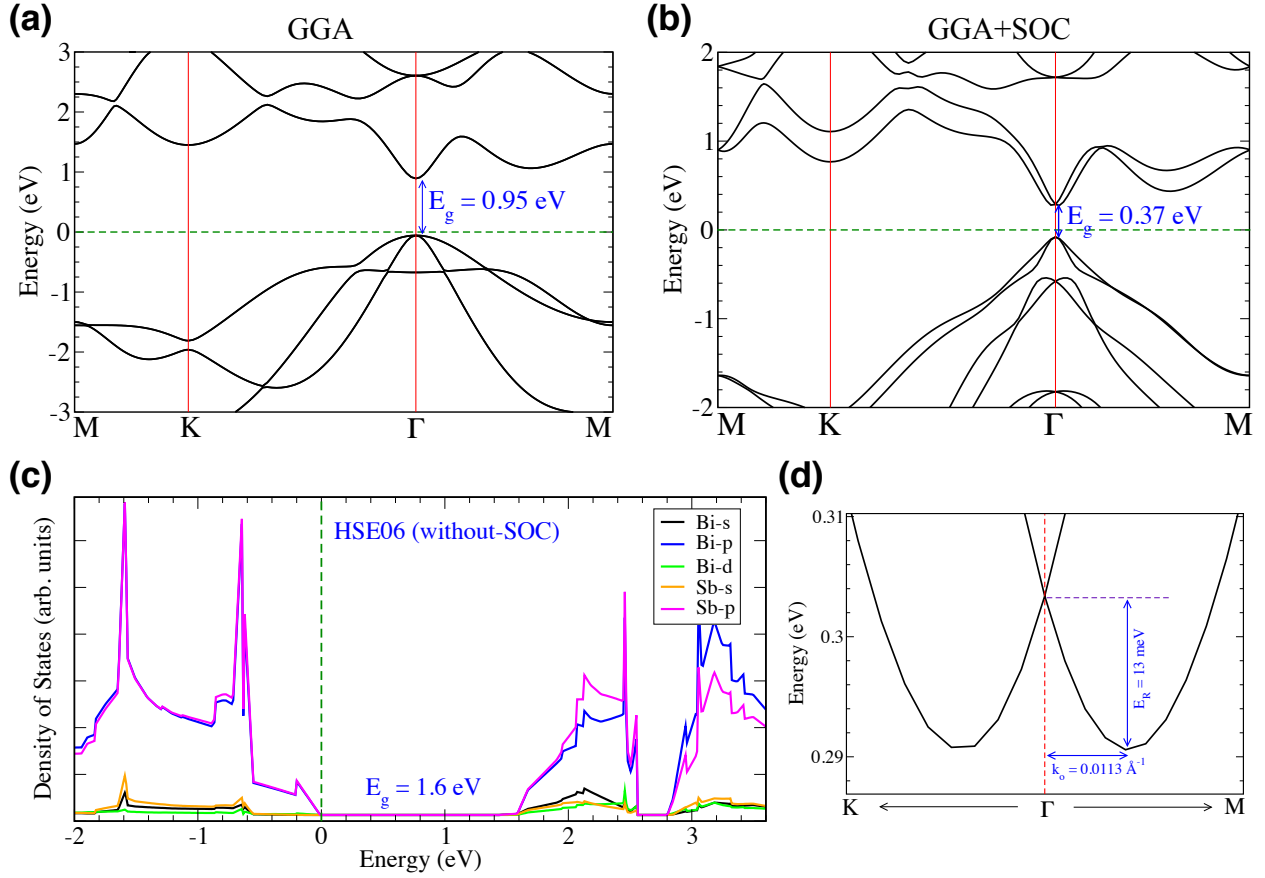 (a)
GGA
3
2
1
0
-1
-2
-3
Energy (eV)
E_g = 0.95 eV
M
K
Γ
M
(b)
GGA+SOC
2
1
0
-1
-2
Energy (eV)
E_g = 0.37 eV
M
K
Γ
M
(c)
HSE06 (without-SOC)
Bi-s
Bi-p
Bi-d
Sb-s
Sb-p
Density of States (arb. units)
E_g = 1.6 eV
-2
-1
0
1
2
3
Energy (eV)
(d)
0.31
0.3
0.29
Energy (eV)
E_R = 13 meV
k_o = 0.0113 Å⁻¹
K
Γ
M